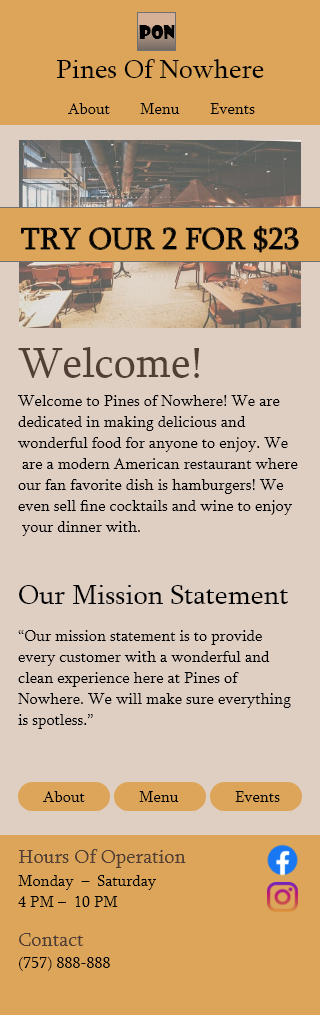 PON
Pines Of Nowhere
About Menu Events
TRY OUR 2 FOR $23
Welcome!
Welcome to Pines of Nowhere! We are
dedicated in making delicious and
wonderful food for anyone to enjoy. We
are a modern American restaurant where
our fan favorite dish is hamburgers! We
even sell fine cocktails and wine to enjoy
your dinner with.
Our Mission Statement
“Our mission statement is to provide
every customer with a wonderful and
clean experience here at Pines of
Nowhere. We will make sure everything
is spotless.”
About Menu Events
Hours Of Operation
Monday – Saturday
4 PM – 10 PM
Contact
(757) 888-888